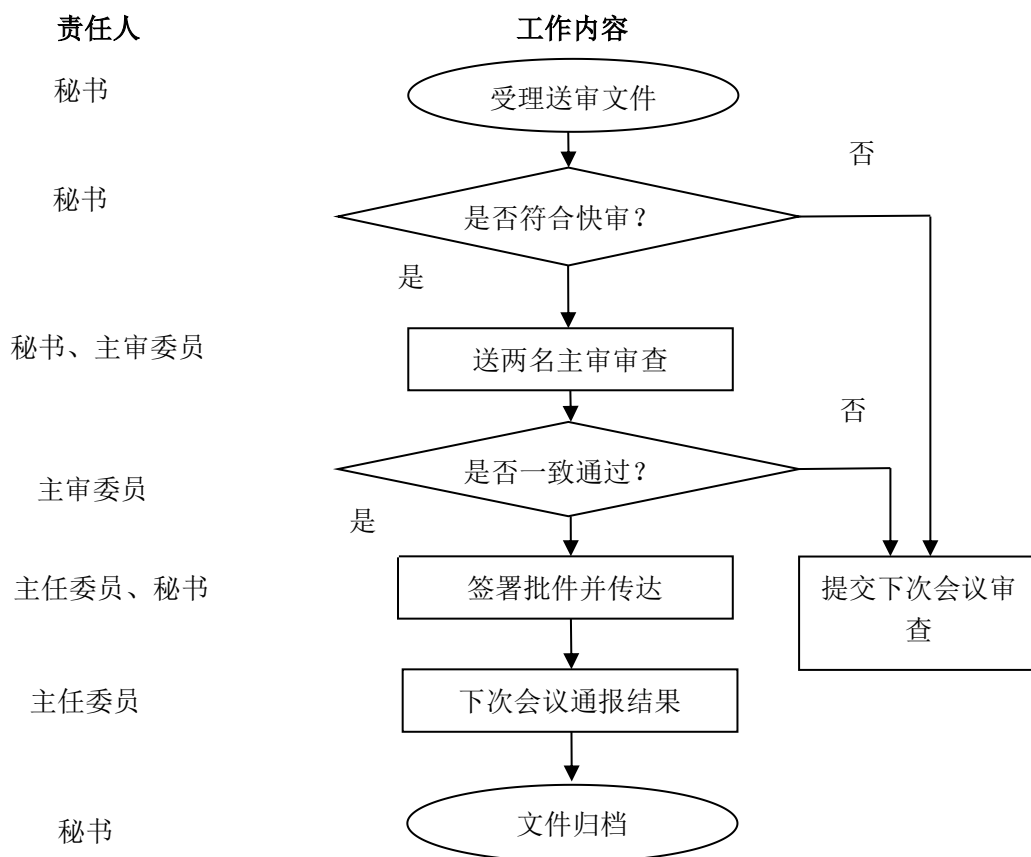 责任人 工作内容
秘书 受理送审文件
否
秘书 是否符合快审？
是
秘书、主审委员 送两名主审审查
否
主审委员 是否一致通过？
是
主任委员、秘书 签署批件并传达 提交下次会议审
查
主任委员 下次会议通报结果
秘书 文件归档